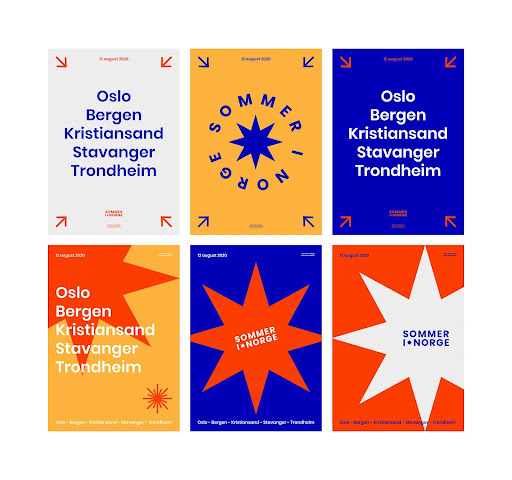 12 august 2020
Oslo
Bergen
Kristiansand
Stavanger
Trondheim
SOMMER
I✦NORGE
12 august 2020
SOMMER I NORGE
12 august 2020
Oslo
Bergen
Kristiansand
Stavanger
Trondheim
SOMMER
I✦NORGE
12 august 2020
Oslo
Bergen
Kristiansand
Stavanger
Trondheim
Oslo • Bergen • Kristiansand • Stavanger • Trondheim
12 august 2020
SOMMER
I✦NORGE
Oslo • Bergen • Kristiansand • Stavanger • Trondheim
12 august 2020
SOMMER
I✦NORGE
Oslo • Bergen • Kristiansand • Stavanger • Trondheim